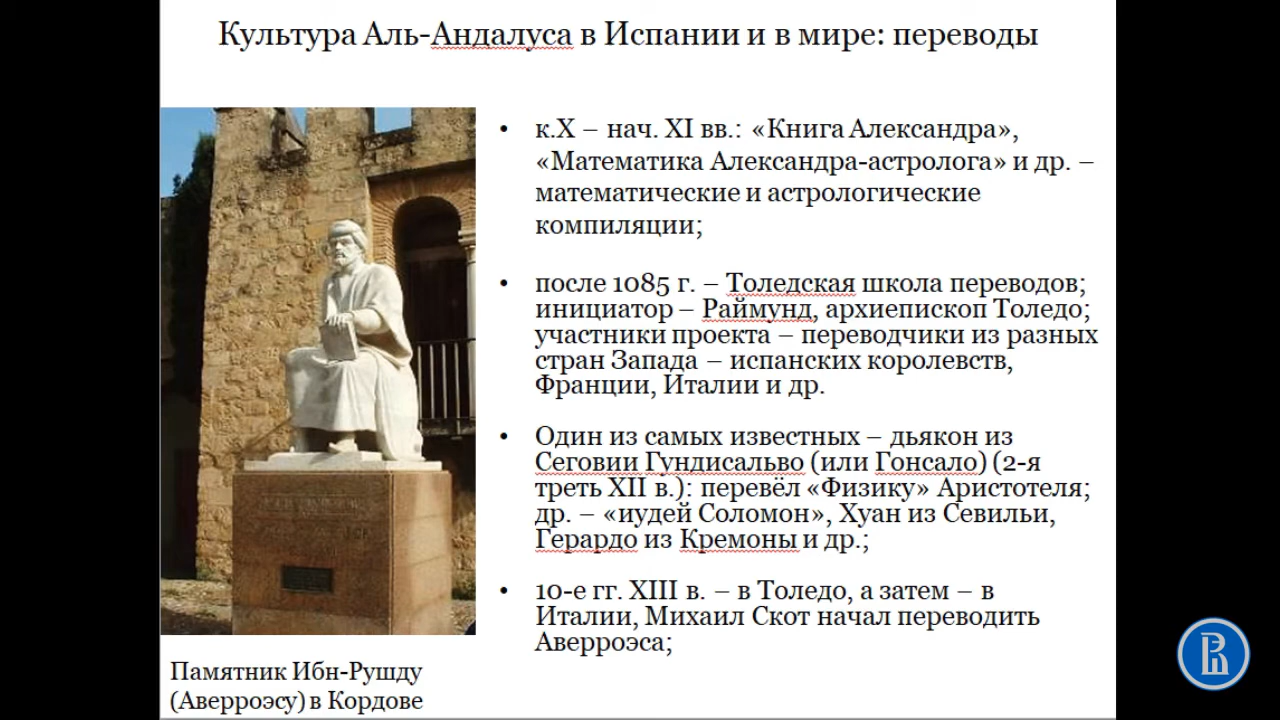 Культура Аль-Андалуса в Испании и в мире: переводы
• к.X – нач. XI вв.: «Книга Александра»,
«Математика Александра-астролога» и др. –
математические и астрологические
компиляции;
• после 1085 г. – Толедская школа переводов;
инициатор – Раймунд, архиепископ Толедо;
участники проекта – переводчики из разных
стран Запада – испанских королевств,
Франции, Италии и др.
• Один из самых известных – дьякон из
Сеговии Гундисальво (или Гонсало) (2-я
треть XII в.): перевёл «Физику» Аристотеля;
др. – «иудей Соломон», Хуан из Севильи,
Герардо из Кремоны и др.;
• 10-е гг. XIII в. – в Толедо, а затем – в
Италии, Михаил Скот начал переводить
Аверроэса;
Памятник Ибн-Рушду
(Аверроэсу) в Кордове